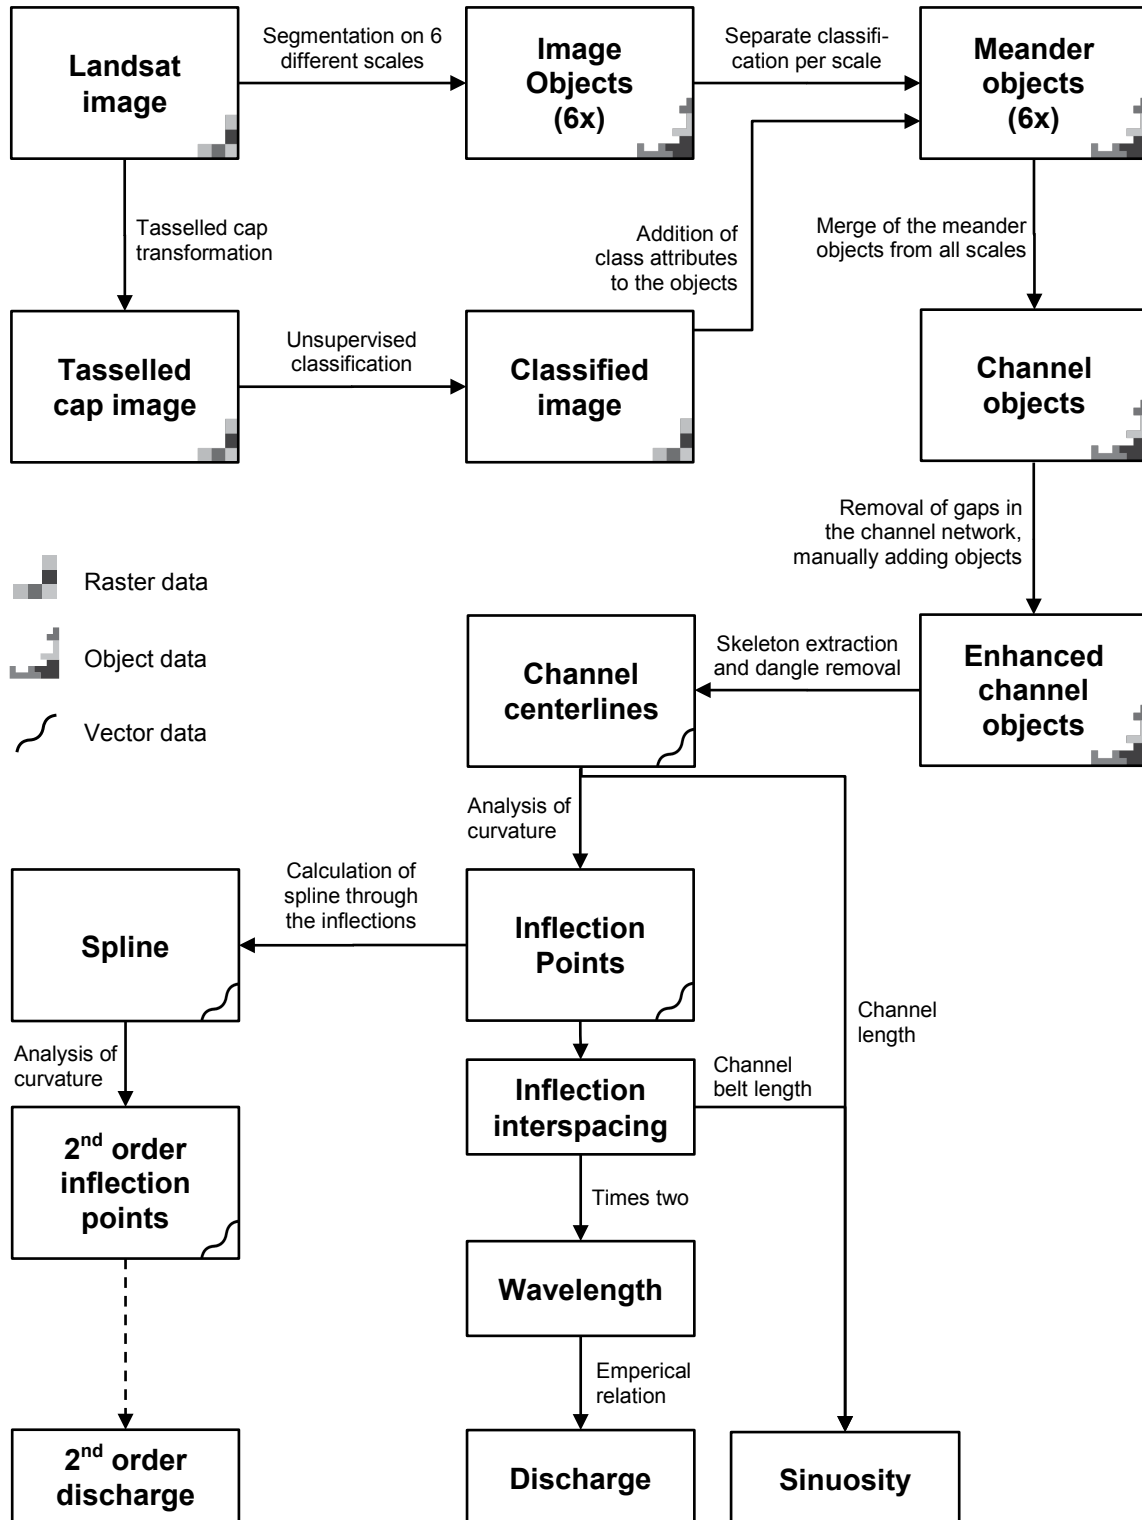 Landsat
image
Segmentation on 6
different scales
Image
Objects
(6x)
Separate classifi-
cation per scale
Meander
objects
(6x)
Tasselled cap
transformation
Addition of
class attributes
to the objects
Merge of the meander
objects from all scales
Tasselled
cap image
Unsupervised
classification
Classified
image
Channel
objects
Removal of gaps in
the channel network,
manually adding objects
Raster data
Object data
Vector data
Channel
centerlines
Skeleton extraction
and dangle removal
Enhanced
channel
objects
Analysis of
curvature
Spline
Calculation of
spline through
the inflections
Inflection
Points
Channel
length
Analysis of
curvature
Inflection
interspacing
Channel
belt length
2nd order
inflection
points
Times two
Wavelength
Emperical
relation
2nd order
discharge
Discharge
Sinuosity